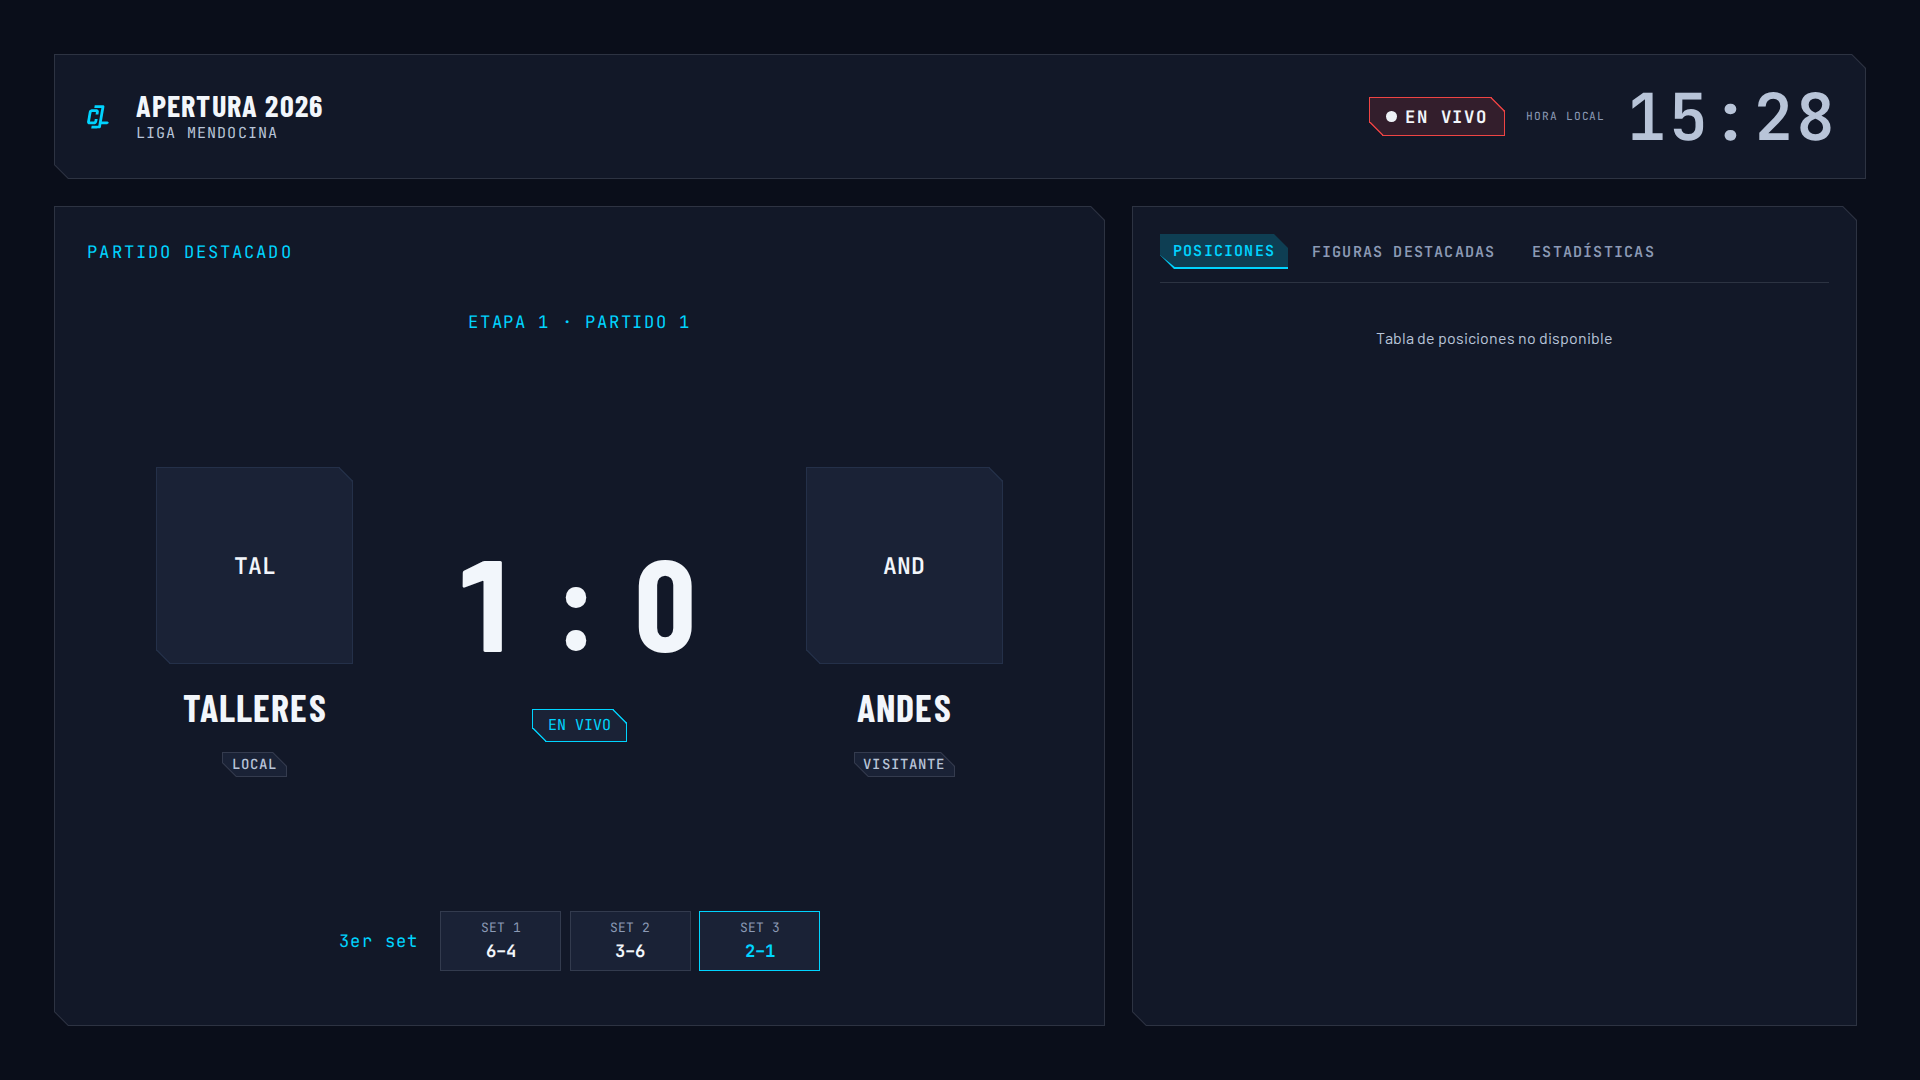 APERTURA 2026
LIGA MENDOCINA
EN VIVO
HORA LOCAL
15:28
PARTIDO DESTACADO
ETAPA 1 · PARTIDO 1
TAL
1 : 0
AND
TALLERES
ANDES
EN VIVO
LOCAL
VISITANTE
3er set
SET 1
6–4
SET 2
3–6
SET 3
2–1
POSICIONES
FIGURAS DESTACADAS
ESTADÍSTICAS
Tabla de posiciones no disponible